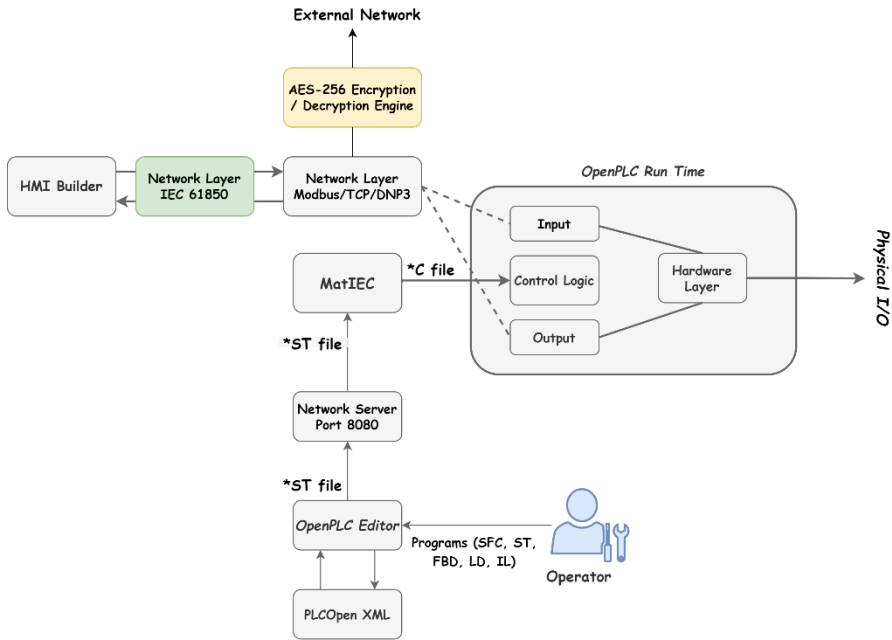 External Network
AES-256 Encryption
/ Decryption Engine
HMI Builder
Network Layer
IEC 61850
Network Layer
Modbus/TCP/DNP3
OpenPLC Run Time
Input
Control Logic
Output
Hardware
Layer
Physical I/O
MatIEC
*C file
*ST file
Network Server
Port 8080
*ST file
OpenPLC Editor
Programs (SFC, ST,
FBD, LD, IL)
Operator
PLCOpen XML